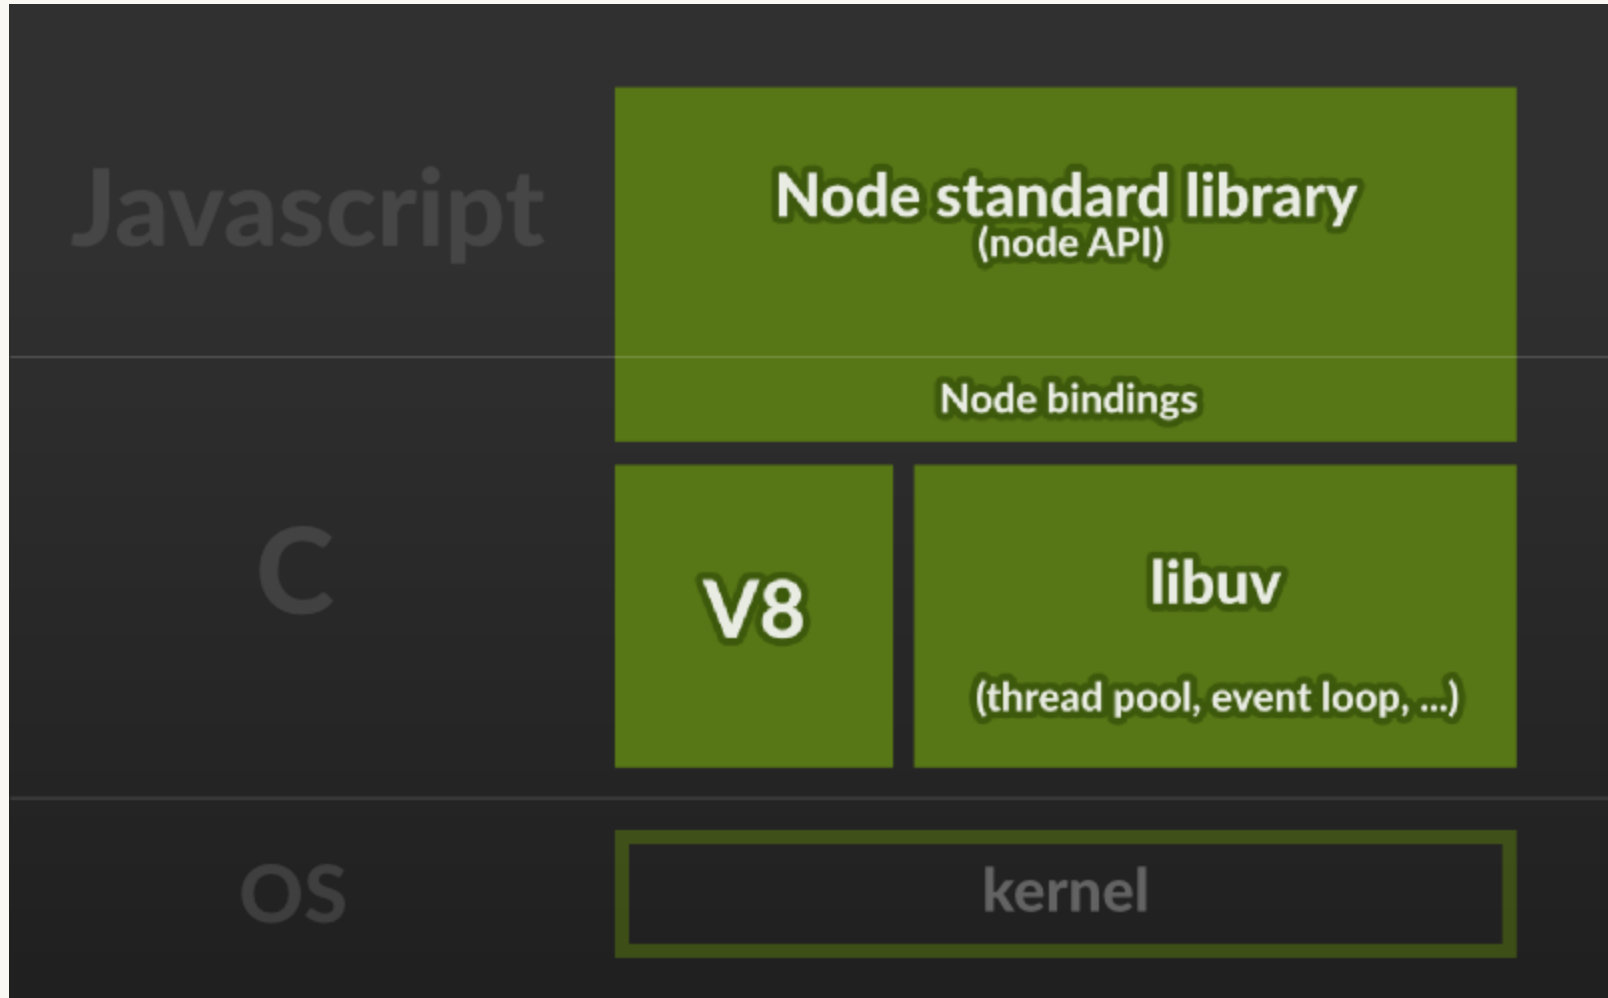 Javascript
Node standard library
(node API)
Node bindings
C
V8
libuv
(thread pool, event loop, ...)
OS
kernel